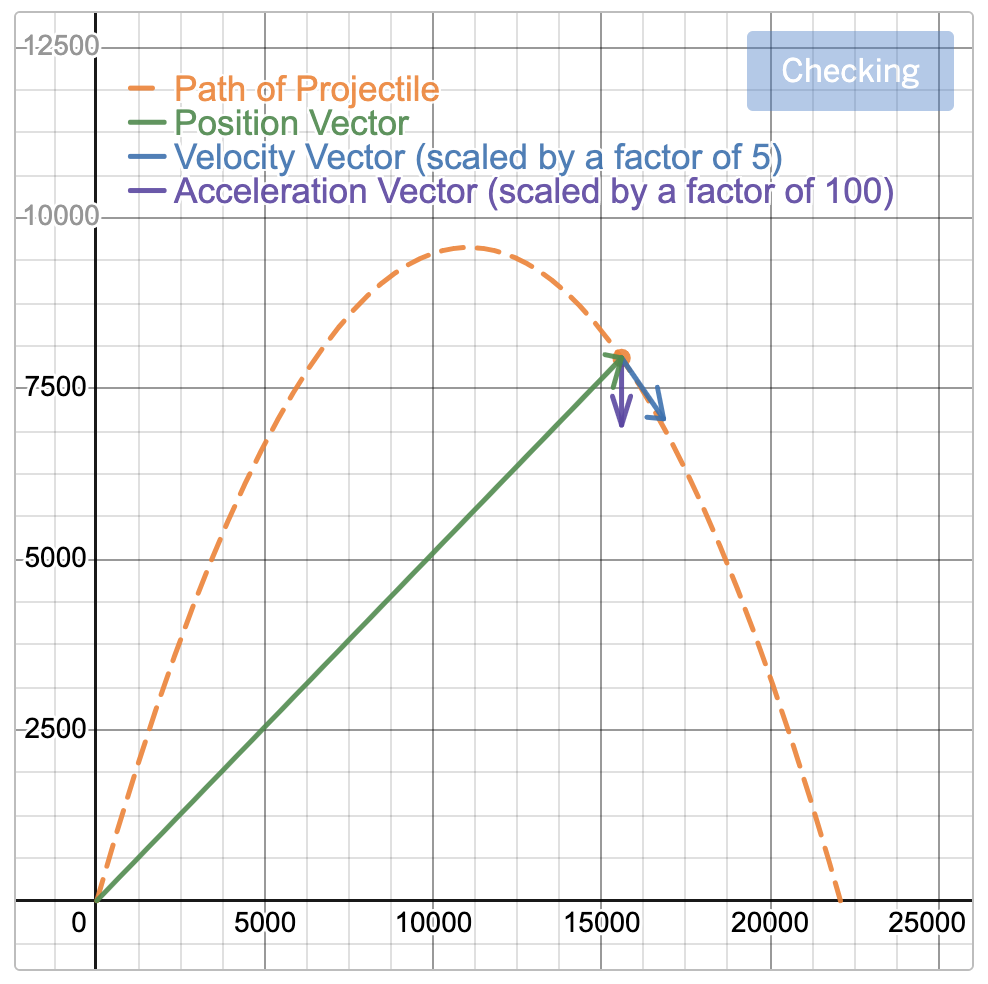 12500
Checking
Path of Projectile
Position Vector
Velocity Vector (scaled by a factor of 5)
Acceleration Vector (scaled by a factor of 100)
10000
7500
5000
2500
0 5000 10000 15000 20000 25000